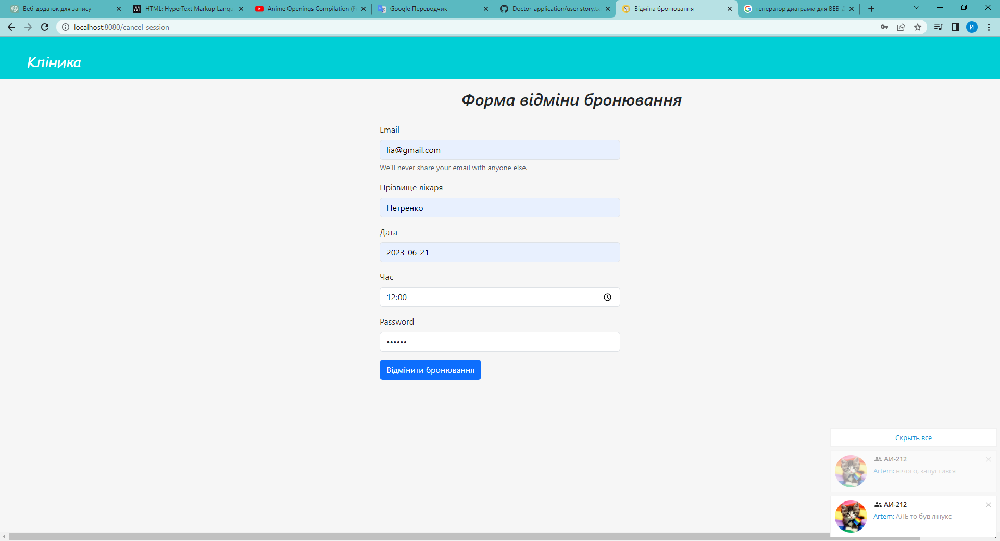 Веб-додаток для запису
HTML: HyperText Markup Langu
Anime Openings Compilation (F
Google Переводчик
Doctor-application/user story.tx
Відміна бронювання
генератор диаграмм для ВЕБ-Д
localhost:8080/cancel-session
И
Клініка
Форма відміни бронювання
Email
lia@gmail.com
We'll never share your email with anyone else.
Прізвище лікаря
Петренко
Дата
2023-06-21
Час
12:00
Password
••••••
Відмінити бронювання
Скрыть все
АИ-212
Artem: нічого, запустився
АИ-212
Artem: АЛЕ то був лінукс